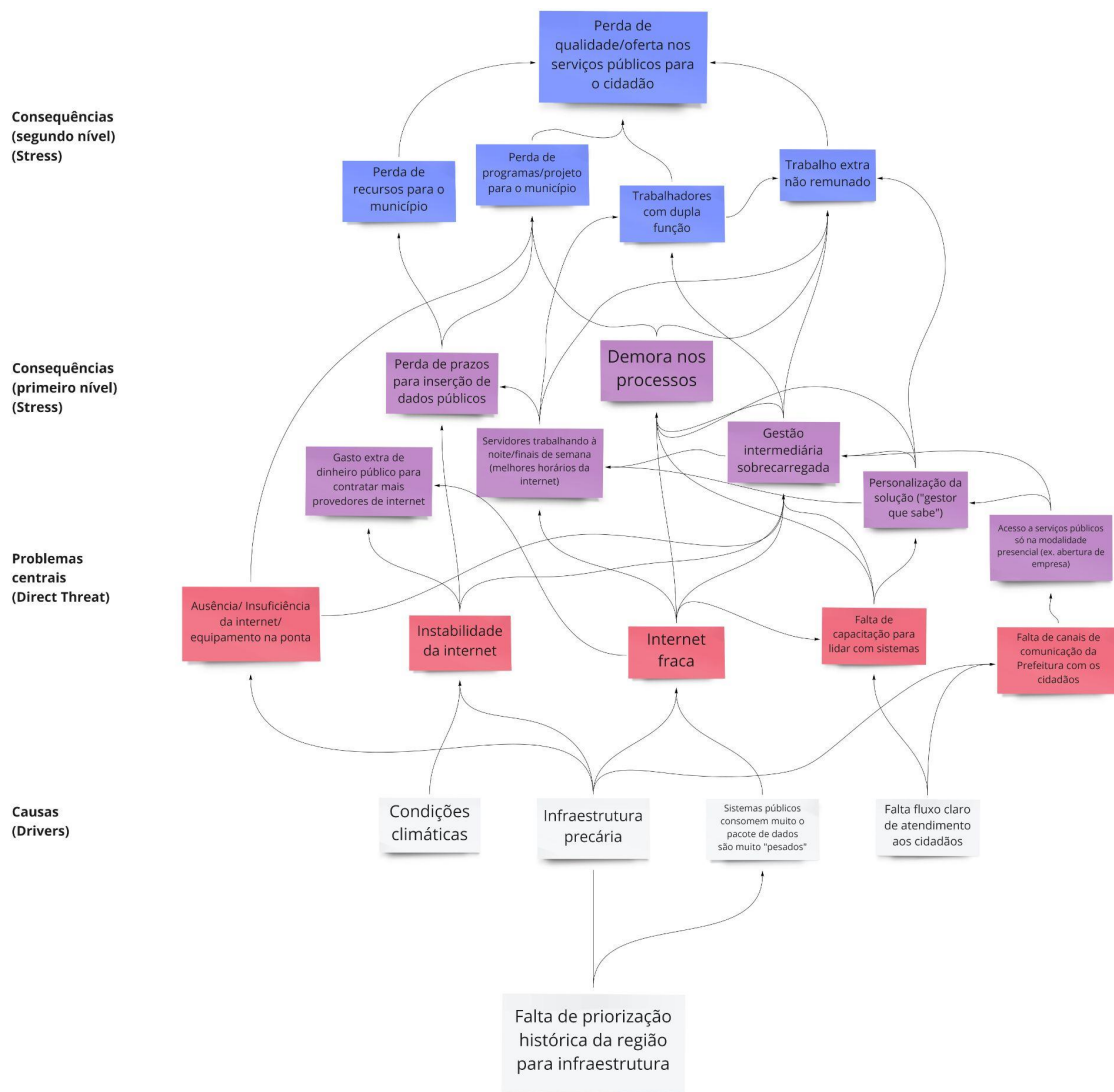 Perda de
qualidade/oferta nos
serviços públicos para
o cidadão
Consequências
(segundo nível)
(Stress)
Perda de
recursos para o
município
Perda de
programas/projeto
para o município
Trabalhadores
com dupla
função
Trabalho extra
não remunado
Consequências
(primeiro nível)
(Stress)
Perda de prazos
para inserção de
dados públicos
Demora nos
processos
Gasto extra de
dinheiro público para
contratar mais
provedores de internet
Servidores trabalhando à
noite/finais de semana
(melhores horários da
internet)
Gestão
intermediária
sobrecarregada
Personalização da
solução ("gestor
que sabe")
Acesso a serviços públicos
só na modalidade
presencial (ex. abertura de
empresa)
Problemas
centrais
(Direct Threat)
Ausência/ Insuficiência
da internet/
equipamento na ponta
Instabilidade
da internet
Internet
fraca
Falta de
capacitação para
lidar com sistemas
Falta de canais de
comunicação da
Prefeitura com os
cidadãos
Causas
(Drivers)
Condições
climáticas
Infraestrutura
precária
Sistemas públicos
consomem muito o
pacote de dados
são muito "pesados"
Falta fluxo claro
de atendimento
aos cidadãos
Falta de priorização
histórica da região
para infraestrutura